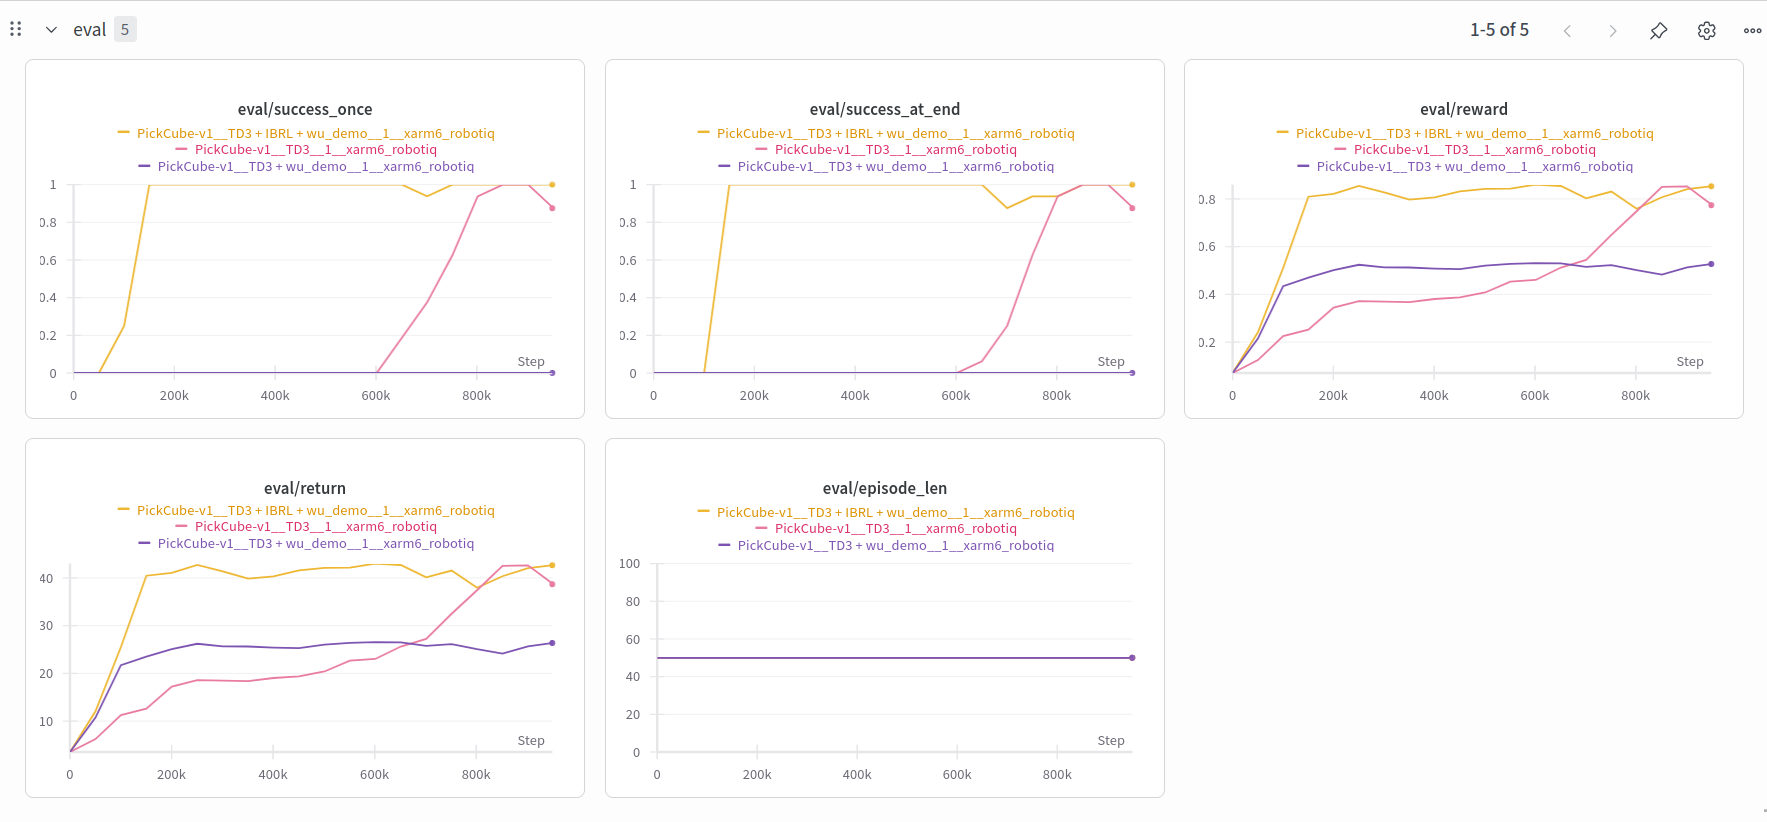 eval 5
1-5 of 5
eval/success_once
PickCube-v1__TD3 + IBRL + wu_demo__1__xarm6_robotiq
PickCube-v1__TD3__1__xarm6_robotiq
PickCube-v1__TD3 + wu_demo__1__xarm6_robotiq
1
0.8
0.6
0.4
0.2
0
Step
0 200k 400k 600k 800k
eval/success_at_end
PickCube-v1__TD3 + IBRL + wu_demo__1__xarm6_robotiq
PickCube-v1__TD3__1__xarm6_robotiq
PickCube-v1__TD3 + wu_demo__1__xarm6_robotiq
1
0.8
0.6
0.4
0.2
0
Step
0 200k 400k 600k 800k
eval/reward
PickCube-v1__TD3 + IBRL + wu_demo__1__xarm6_robotiq
PickCube-v1__TD3__1__xarm6_robotiq
PickCube-v1__TD3 + wu_demo__1__xarm6_robotiq
0.8
0.6
0.4
0.2
Step
0 200k 400k 600k 800k
eval/return
PickCube-v1__TD3 + IBRL + wu_demo__1__xarm6_robotiq
PickCube-v1__TD3__1__xarm6_robotiq
PickCube-v1__TD3 + wu_demo__1__xarm6_robotiq
40
30
20
10
Step
0 200k 400k 600k 800k
eval/episode_len
PickCube-v1__TD3 + IBRL + wu_demo__1__xarm6_robotiq
PickCube-v1__TD3__1__xarm6_robotiq
PickCube-v1__TD3 + wu_demo__1__xarm6_robotiq
100
80
60
40
20
0
Step
0 200k 400k 600k 800k